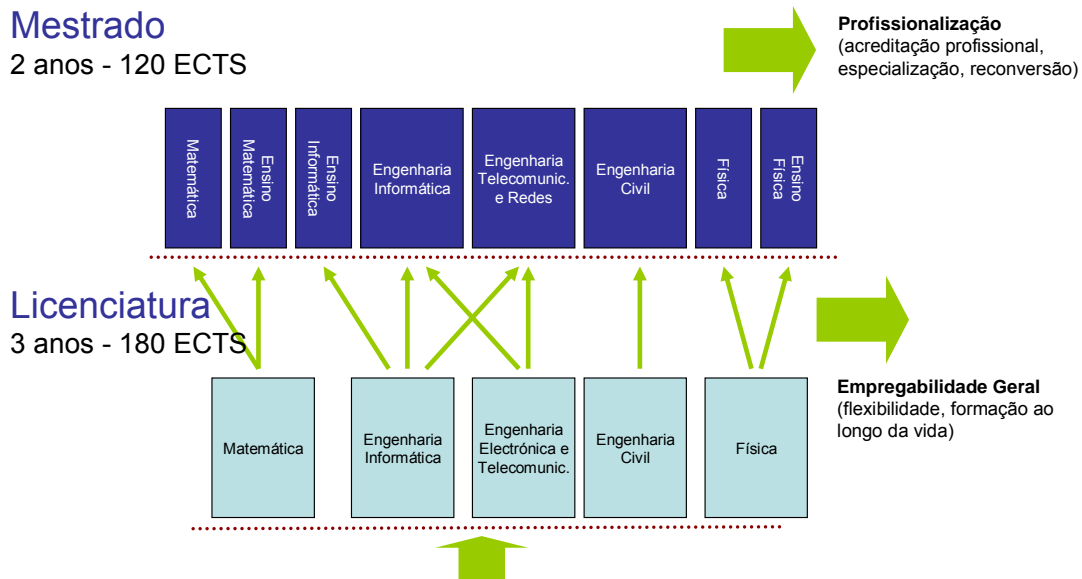 Mestrado
2 anos - 120 ECTS
Profissionalização
(acreditação profissional,
especialização, reconversão)
Matemática
Ensino
Matemática
Ensino
Informática
Engenharia
Informática
Engenharia
Telecomunic.
e Redes
Engenharia
Civil
Física
Ensino
Física
Licenciatura
3 anos - 180 ECTS
Empregabilidade Geral
(flexibilidade, formação ao
longo da vida)
Matemática
Engenharia
Informática
Engenharia
Electrónica e
Telecomunic.
Engenharia
Civil
Física